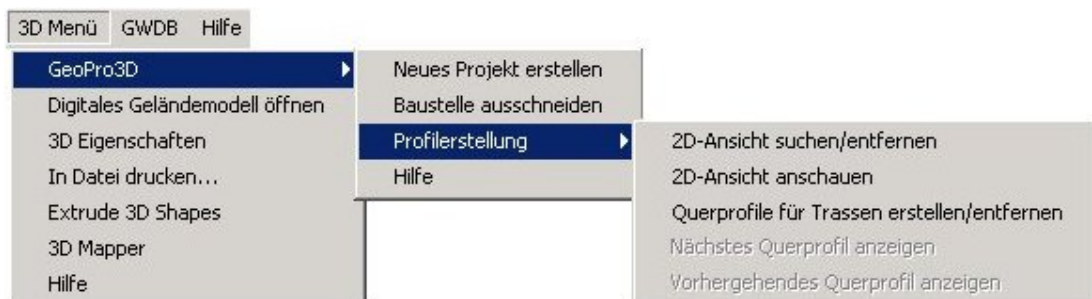 3D Menü GWDB Hilfe
GeoPro3D
Digitales Geländemodell öffnen
3D Eigenschaften
In Datei drucken...
Extrude 3D Shapes
3D Mapper
Hilfe
Neues Projekt erstellen
Baustelle ausschneiden
Profilerstellung
Hilfe
2D-Ansicht suchen/entfernen
2D-Ansicht anschauen
Querprofile für Trassen erstellen/entfernen
Nächstes Querprofil anzeigen
Vorhergehendes Querprofil anzeigen